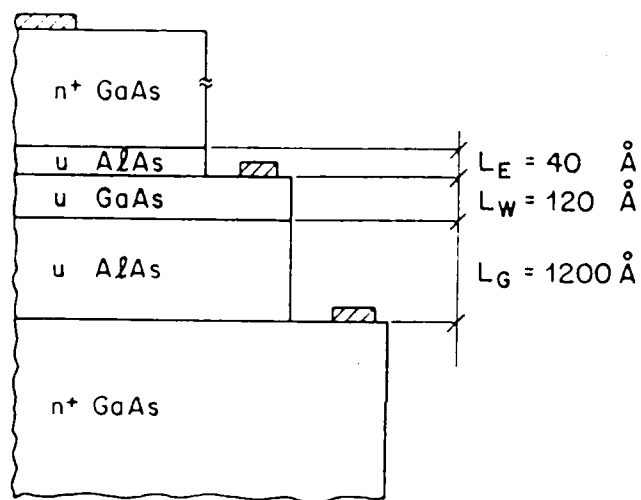 n⁺ GaAs
u AlAs
L_E = 40 Å
u GaAs
L_W = 120 Å
u AlAs
L_G = 1200 Å
n⁺ GaAs